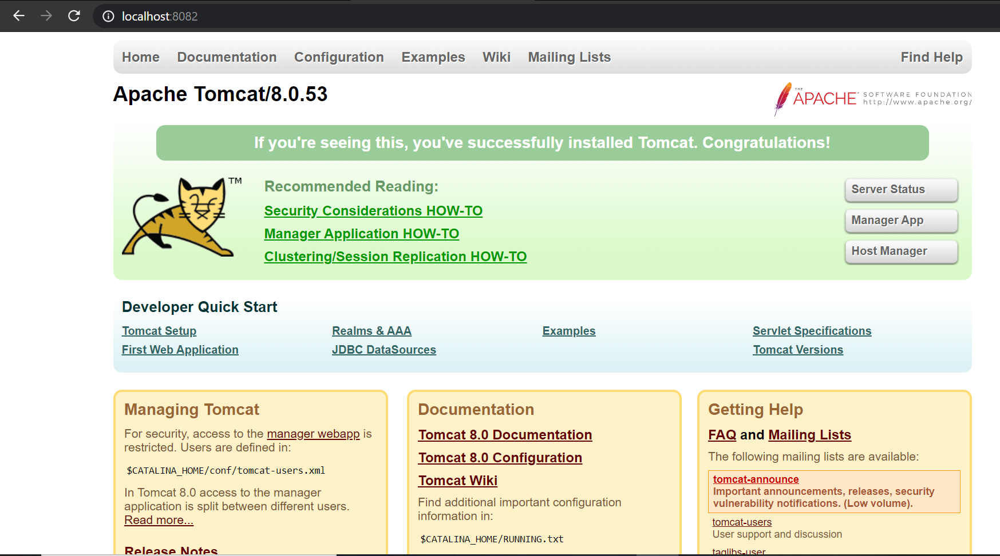 localhost:8082
Home Documentation Configuration Examples Wiki Mailing Lists Find Help
Apache Tomcat/8.0.53
THE APACHE SOFTWARE FOUNDATION
http://www.apache.org/
If you're seeing this, you've successfully installed Tomcat. Congratulations!
TM
Recommended Reading:
Security Considerations HOW-TO
Manager Application HOW-TO
Clustering/Session Replication HOW-TO
Server Status
Manager App
Host Manager
Developer Quick Start
Tomcat Setup
First Web Application
Realms & AAA
JDBC DataSources
Examples
Servlet Specifications
Tomcat Versions
Managing Tomcat
For security, access to the manager webapp is
restricted. Users are defined in:
$CATALINA_HOME/conf/tomcat-users.xml
In Tomcat 8.0 access to the manager
application is split between different users.
Read more...
Release Notes
Documentation
Tomcat 8.0 Documentation
Tomcat 8.0 Configuration
Tomcat Wiki
Find additional important configuration
information in:
$CATALINA_HOME/RUNNING.txt
Getting Help
FAQ and Mailing Lists
The following mailing lists are available:
tomcat-announce
Important announcements, releases, security
vulnerability notifications. (Low volume).
tomcat-users
User support and discussion
taglibs-user